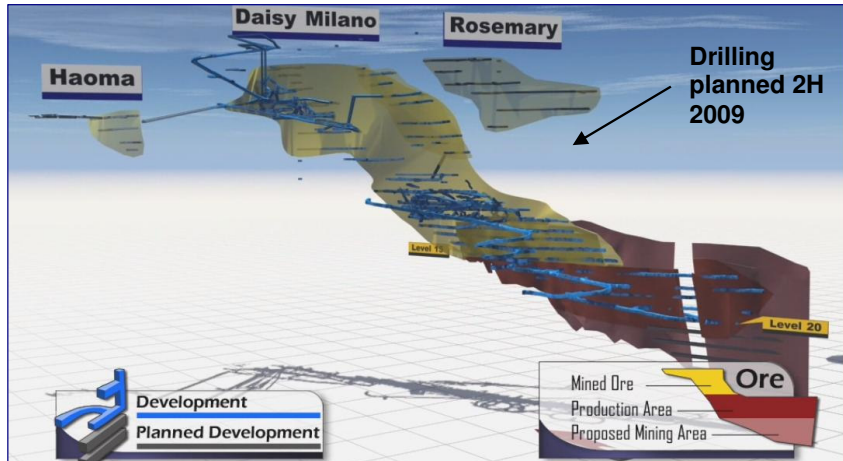 Daisy Milano
Rosemary
Haoma
Drilling
planned 2H
2009
Level 15
Level 20
Development
Planned Development
Ore
Mined Ore
Production Area
Proposed Mining Area